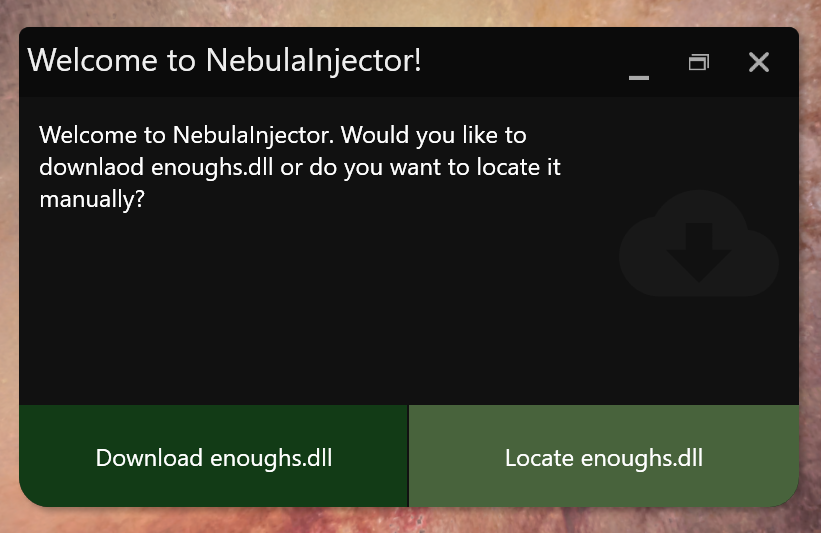 Welcome to NebulaInjector!
Welcome to NebulaInjector. Would you like to
downlaod enoughs.dll or do you want to locate it
manually?
Download enoughs.dll
Locate enoughs.dll